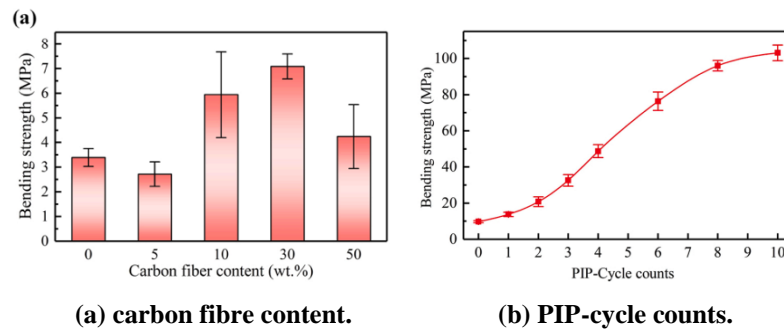 (a)
Bending strength (MPa)
8
7
6
5
4
3
2
1
0
0 5 10 30 50
Carbon fiber content (wt.%)
(a) carbon fibre content.
Bending strength (MPa)
100
80
60
40
20
0
0 1 2 3 4 5 6 7 8 9 10
PIP-Cycle counts
(b) PIP-cycle counts.